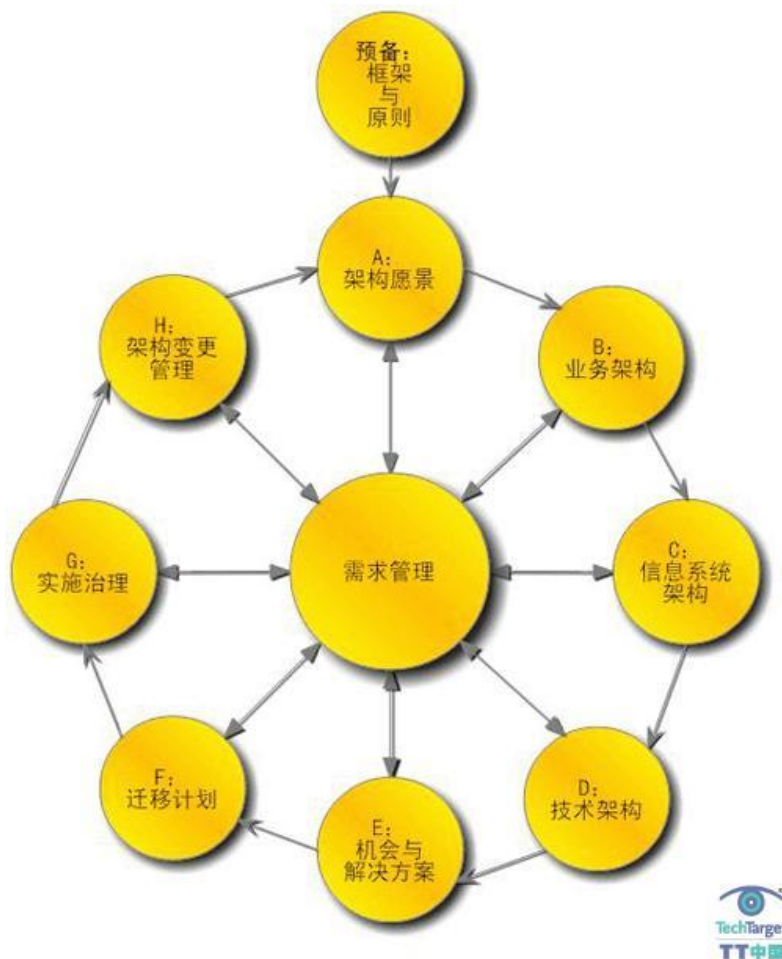 预备:
框架
与
原则
A:
架构愿景
H:
架构变更
管理
B:
业务架构
G:
实施治理
需求管理
C:
信息系统
架构
F:
迁移计划
E:
机会与
解决方案
D:
技术架构
TechTarge
TT中国